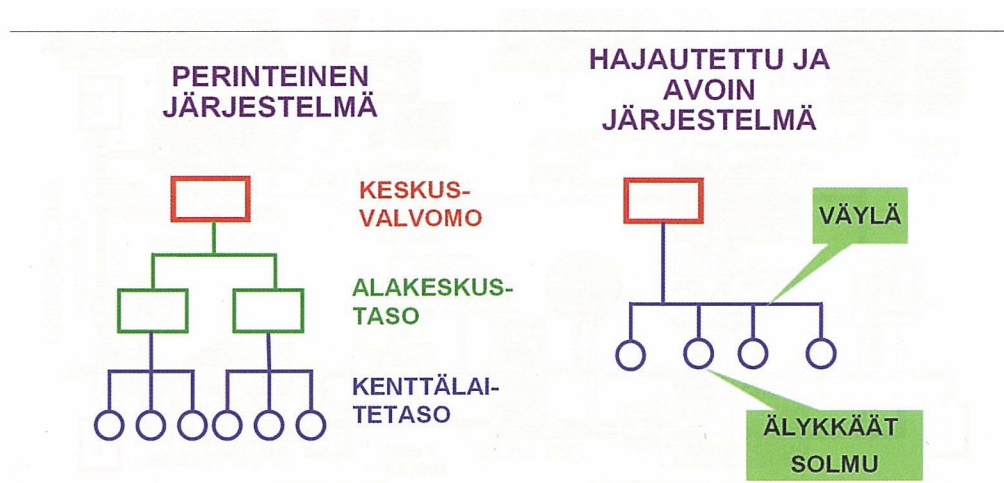 PERINTEINEN
JÄRJESTELMÄ
HAJAUTETTU JA
AVOIN
JÄRJESTELMÄ
KESKUS-
VALVOMO
VÄYLÄ
ALAKESKUS-
TASO
KENTTÄLAI-
TETASO
ÄLYKKÄÄT
SOLMU